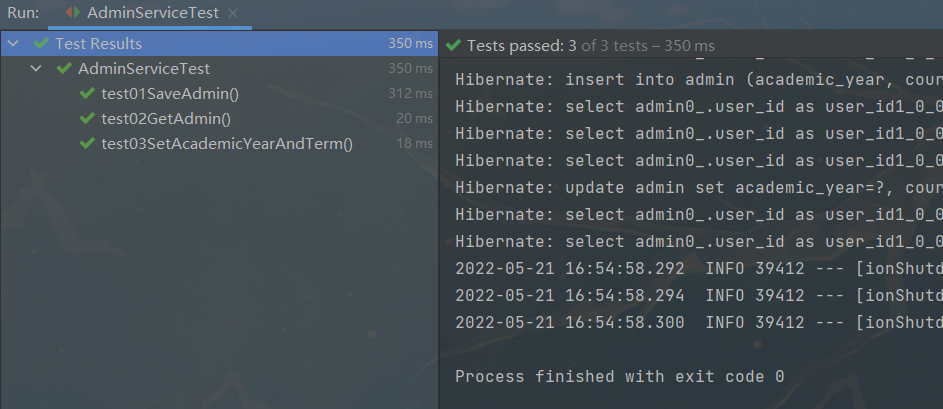 Run: AdminServiceTest
Test Results 350 ms
AdminServiceTest 350 ms
test01SaveAdmin() 312 ms
test02GetAdmin() 20 ms
test03SetAcademicYearAndTerm() 18 ms
Tests passed: 3 of 3 tests – 350 ms
Hibernate: insert into admin (academic_year, cour
Hibernate: select admin0_.user_id as user_id1_0_0
Hibernate: select admin0_.user_id as user_id1_0_0
Hibernate: select admin0_.user_id as user_id1_0_0
Hibernate: update admin set academic_year=?, cour
Hibernate: select admin0_.user_id as user_id1_0_0
Hibernate: select admin0_.user_id as user_id1_0_0
2022-05-21 16:54:58.292  INFO 39412 --- [ionShutd
2022-05-21 16:54:58.294  INFO 39412 --- [ionShutd
2022-05-21 16:54:58.300  INFO 39412 --- [ionShutd
Process finished with exit code 0